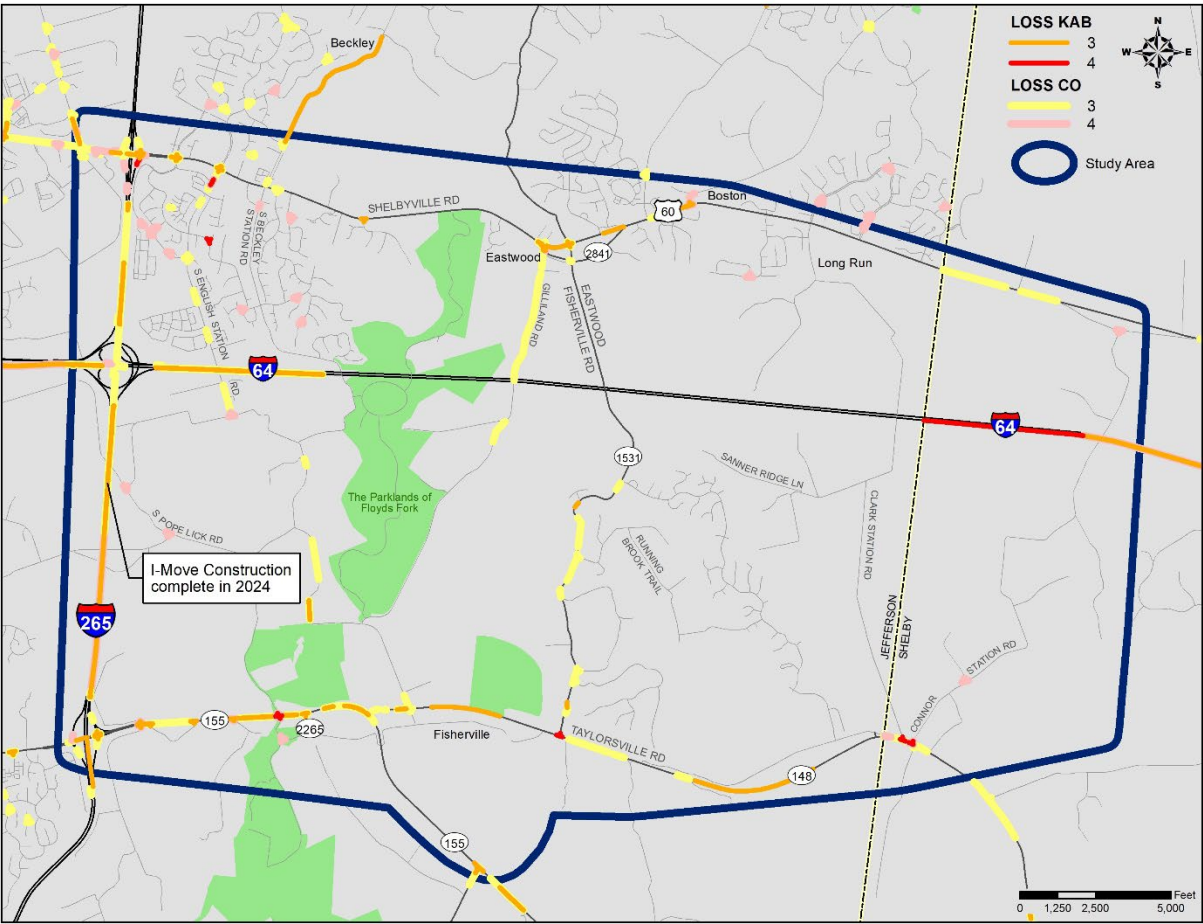 LOSS KAB
3
4
LOSS CO
3
4
Study Area
N
W E
S
Beckley
SHELBYVILLE RD
S BECKLEY
STATION RD
60
Boston
2841
Eastwood
Long Run
S ENGLISH STATION
RD
GILLILAND RD
EASTWOOD
FISHERVILLE RD
64
64
1531
SANNER RIDGE LN
The Parklands of
Floyds Fork
S POPE LICK RD
CLARK STATION RD
RUNNING
BROOK TRAIL
I-Move Construction
complete in 2024
265
JEFFERSON
SHELBY
CONNOR
STATION RD
155
2265
Fisherville
TAYLORSVILLE RD
148
155
Feet
0 1,250 2,500 5,000